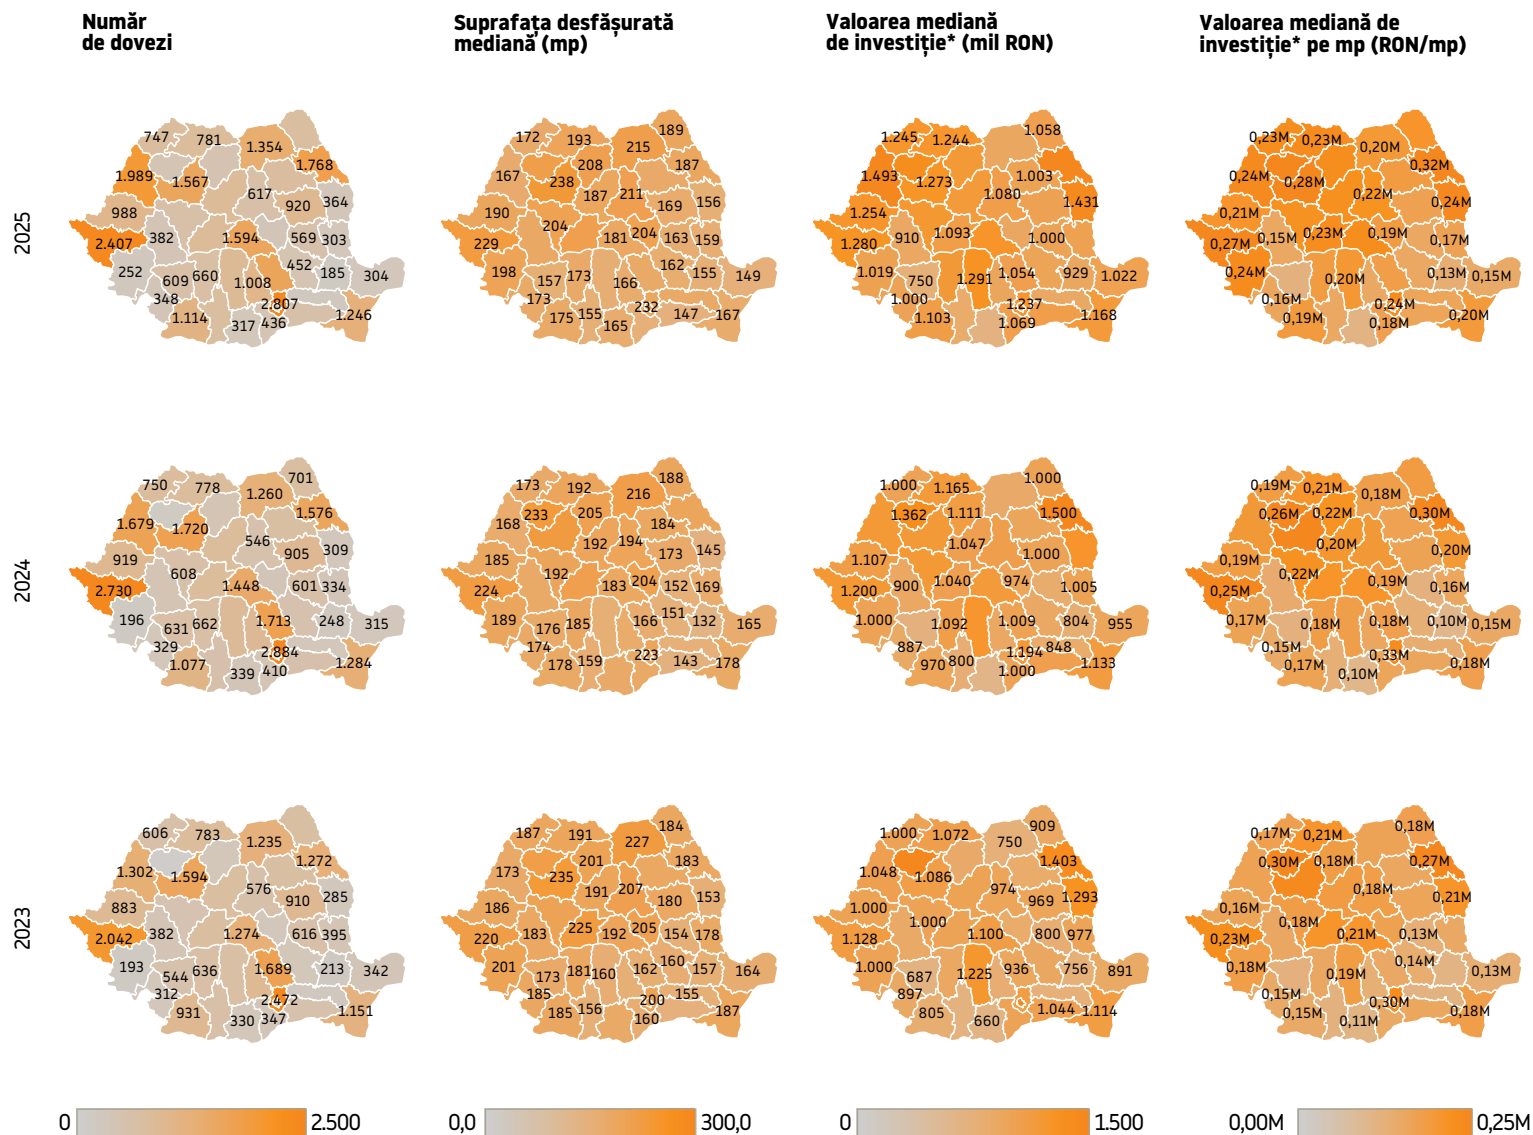 Număr
de dovezi
Suprafața desfășurată
mediană (mp)
Valoarea mediană
de investiție* (mil RON)
Valoarea mediană de
investiție* pe mp (RON/mp)
2025
747 781 1.354
1.768
1.989 1.567
617 920 364
988
2.407 382 1.594 569 303
252 609 660 1.008 452 185 304
348 1.114 2.807
317 436 1.246
172 193 215 189
167 238 208 187
187 211 169 156
190 204
229 181 204 163 159
198 157 173 166 162 155 149
173 175 155 165 232 147 167
1.245 1.244 1.058
1.493 1.273 1.003
1.080 1.431
1.254
1.280 910 1.093 1.000
1.019 750 1.291 1.054 929 1.022
1.000 1.103 1.237
1.069 1.168
0,23M 0,23M 0,20M
0,32M
0,24M 0,28M 0,22M 0,24M
0,21M
0,27M 0,15M 0,23M 0,19M 0,17M
0,24M 0,20M 0,13M 0,15M
0,16M 0,19M 0,24M
0,18M 0,20M
2024
750 778 1.260 701
1.679 1.720 1.576
546 905 309
919
2.730 608 1.448 601 334
196 631 662 1.713 248 315
329 1.077 2.884
339 410 1.284
173 192 216 188
168 233 205 184
192 194 173 145
185 192
224 183 204 152 169
189 176 185 166 151 132 165
174 178 159 223 143 178
1.000 1.165 1.000
1.362 1.111 1.500
1.047 1.000
1.107
1.200 900 1.040 974 1.005
1.000 1.092 1.009 804 955
887 970 800 1.194 848
1.000 1.133
0,19M 0,21M 0,18M
0,26M 0,22M 0,30M
0,20M 0,20M
0,19M 0,22M
0,25M 0,19M 0,16M
0,17M 0,18M 0,18M 0,10M 0,15M
0,15M 0,17M 0,33M
0,10M 0,18M
2023
606 783 1.235
1.272
1.302 1.594
576 910 285
883
2.042 382 1.274 616 395
193 544 636 1.689 213 342
312 931 2.472
330 347 1.151
187 191 227 184
173 235 201 183
191 207 180 153
186
220 183 225 192 205 154 178
201 173 181 160 162 160 157 164
185 185 156 200 155
160 187
1.000 1.072 750 909
1.048 1.086 1.403
974 969 1.293
1.000
1.128 1.000 1.100 800 977
1.000 687 1.225 936 756 891
897 805 660 1.044 1.114
0,17M 0,21M 0,18M
0,30M 0,18M 0,27M
0,18M 0,21M
0,16M
0,23M 0,18M 0,21M 0,13M
0,18M 0,19M 0,14M 0,13M
0,15M 0,15M 0,30M
0,11M 0,18M
0 2.500
0,0 300,0
0 1.500
0,00M 0,25M